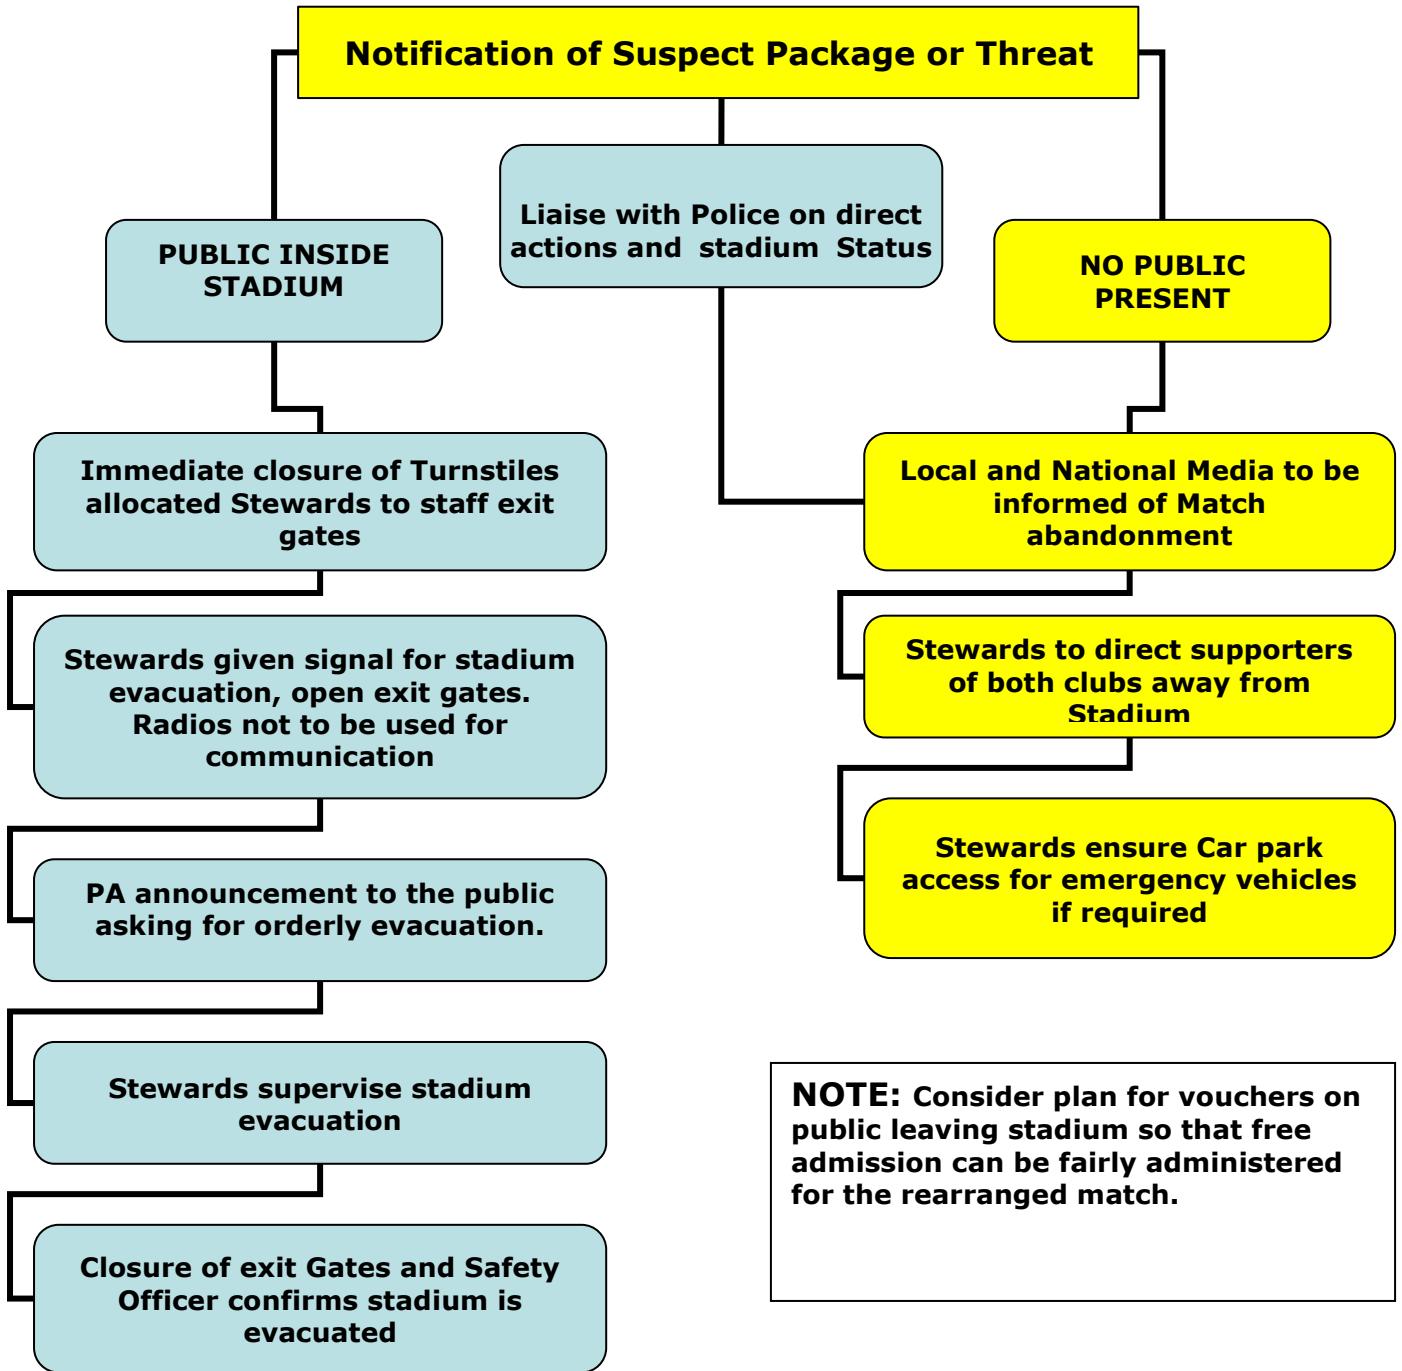 Notification of Suspect Package or Threat
Liaise with Police on direct
actions and stadium Status
PUBLIC INSIDE
STADIUM
NO PUBLIC
PRESENT
Immediate closure of Turnstiles
allocated Stewards to staff exit
gates
Local and National Media to be
informed of Match
abandonment
Stewards given signal for stadium
evacuation, open exit gates.
Radios not to be used for
communication
Stewards to direct supporters
of both clubs away from
Stadium
PA announcement to the public
asking for orderly evacuation.
Stewards ensure Car park
access for emergency vehicles
if required
Stewards supervise stadium
evacuation
NOTE: Consider plan for vouchers on
public leaving stadium so that free
admission can be fairly administered
for the rearranged match.
Closure of exit Gates and Safety
Officer confirms stadium is
evacuated